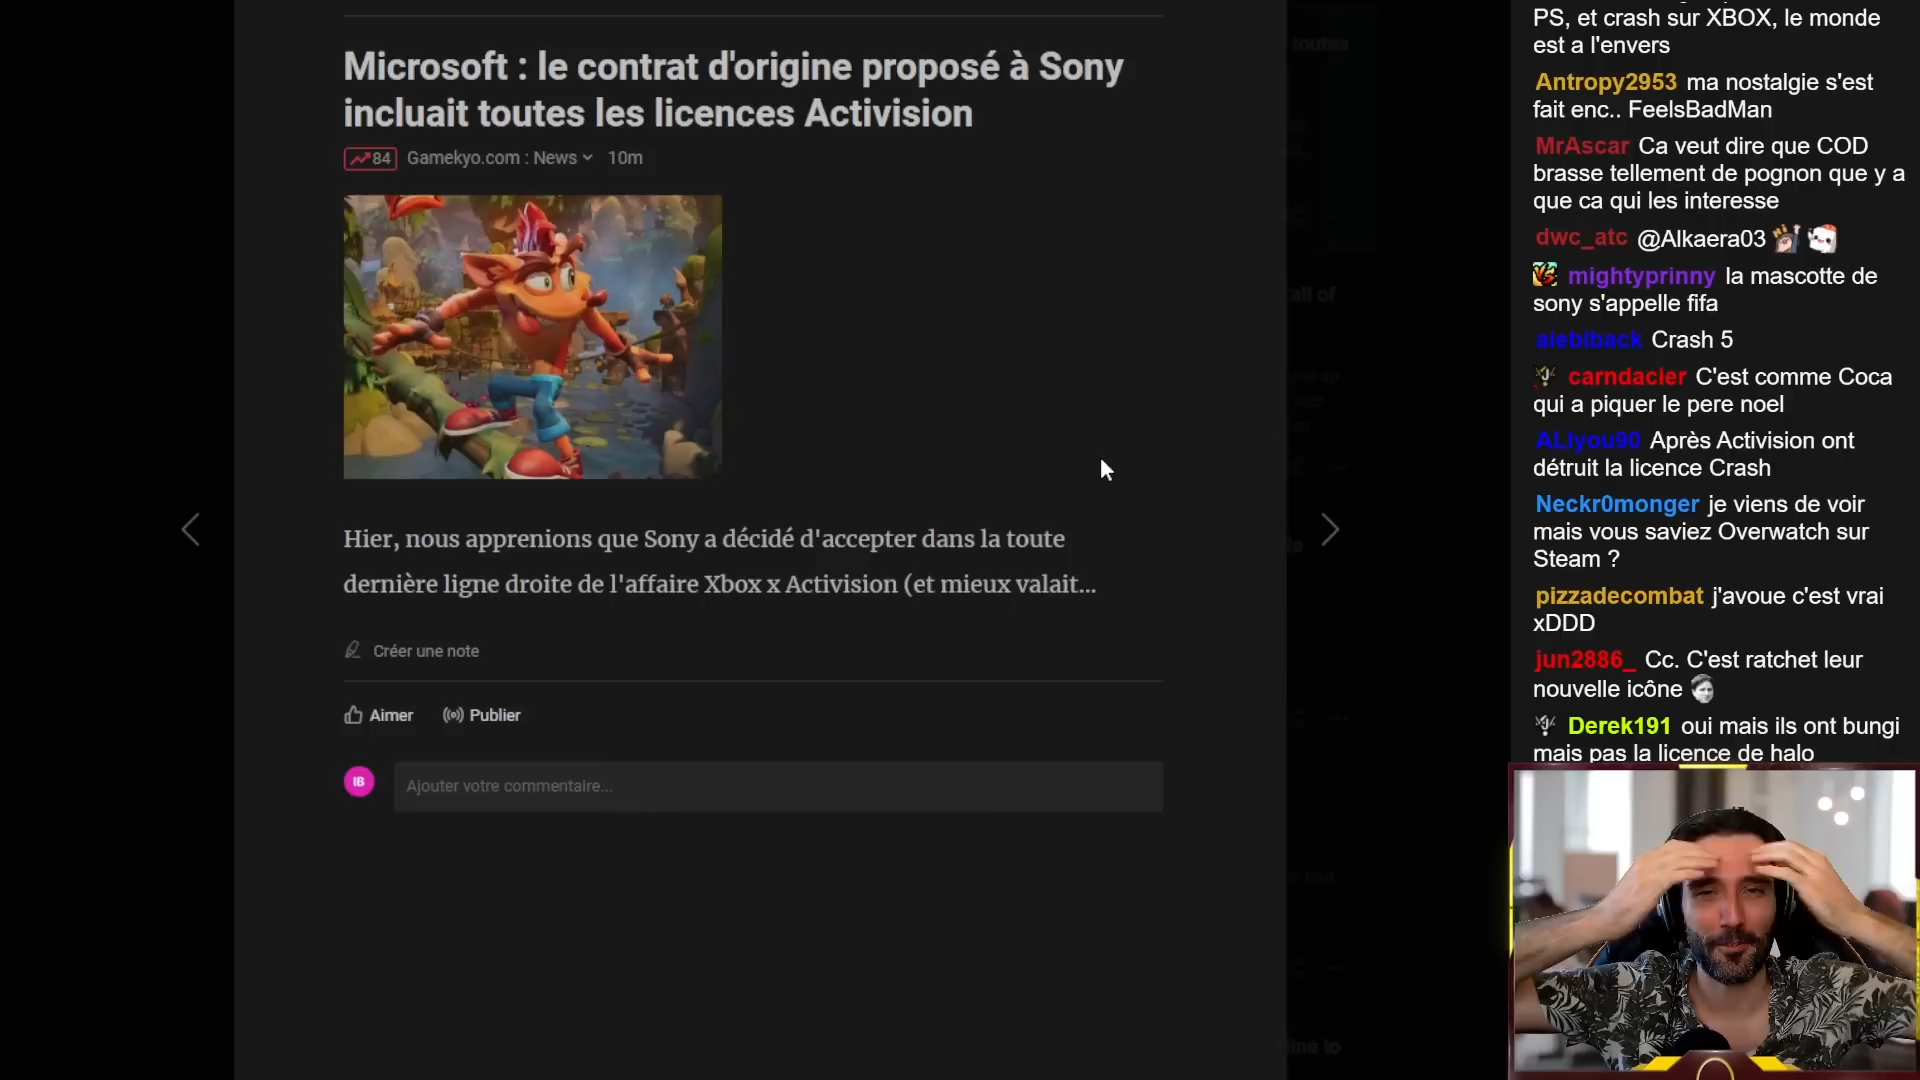 Microsoft : le contrat d'origine proposé à Sony
incluait toutes les licences Activision
84 Gamekyo.com : News 10m
Hier, nous apprenions que Sony a décidé d'accepter dans la toute
dernière ligne droite de l'affaire Xbox x Activision (et mieux valait...
Créer une note
Aimer Publier
IB Ajouter votre commentaire...
toutes
all of
PS, et crash sur XBOX, le monde
est a l'envers
Antropy2953 ma nostalgie s'est
fait enc.. FeelsBadMan
MrAscar Ca veut dire que COD
brasse tellement de pognon que y a
que ca qui les interesse
dwc_atc @Alkaera03
mightyprinny la mascotte de
sony s'appelle fifa
alebiback Crash 5
carndacier C'est comme Coca
qui a piquer le pere noel
ALIyou90 Après Activision ont
détruit la licence Crash
Neckr0monger je viens de voir
mais vous saviez Overwatch sur
Steam ?
pizzadecombat j'avoue c'est vrai
xDDD
jun2886_ Cc. C'est ratchet leur
nouvelle icône
Derek191 oui mais ils ont bungi
mais pas la licence de halo